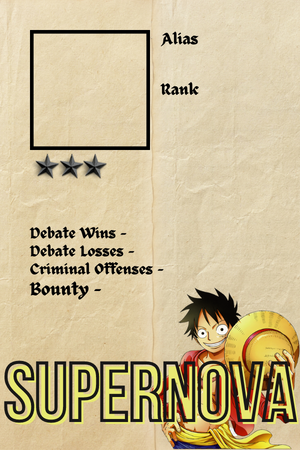 Alias
Rank
Debate Wins -
Debate Losses -
Criminal Offenses -
Bounty -
SUPERNOVA